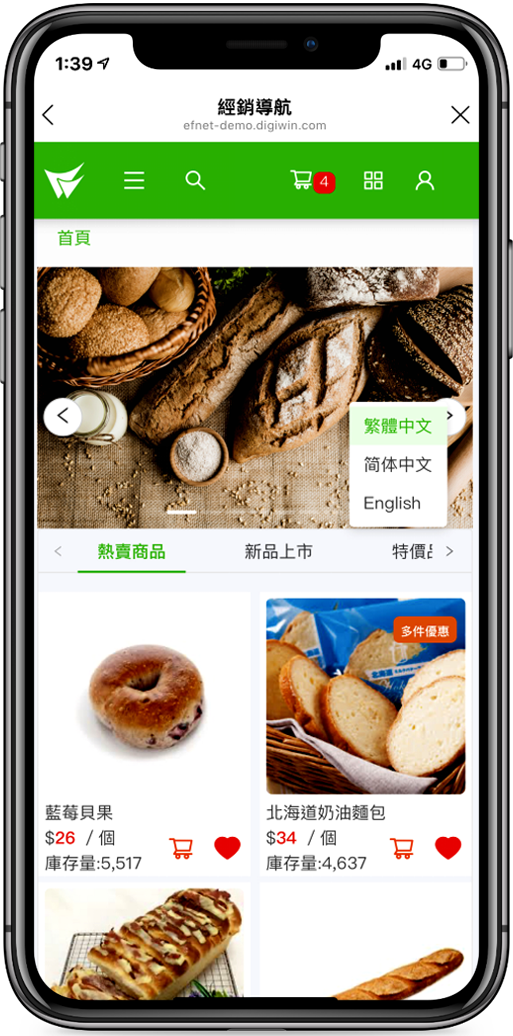 1:39
4G
經銷導航
efnet-demo.digiwin.com
4
首頁
繁體中文
简体中文
English
熱賣商品
新品上市
特價
多件優惠
藍莓貝果
$26 / 個
庫存量:5,517
北海道奶油麵包
$34 / 個
庫存量:4,637